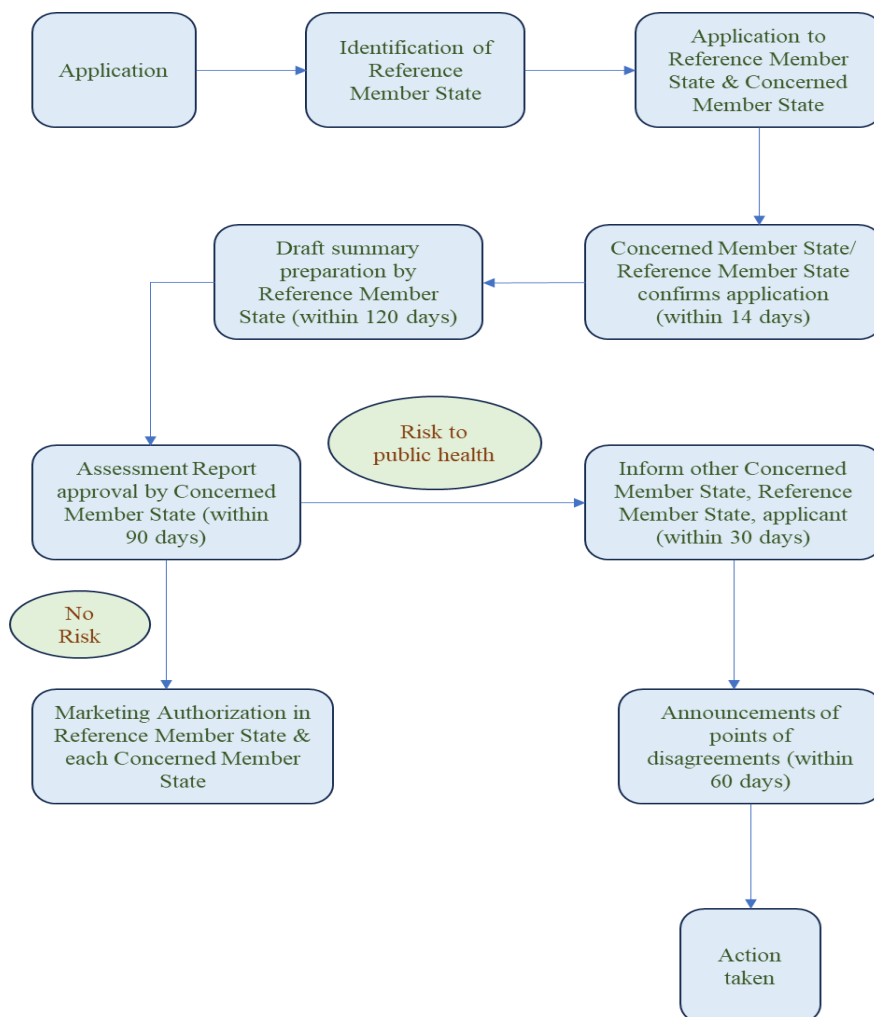 Application
Identification of
Reference
Member State
Application to
Reference Member
State & Concerned
Member State
Concerned Member State/
Reference Member State
confirms application
(within 14 days)
Draft summary
preparation by
Reference Member
State (within 120 days)
Assessment Report
approval by Concerned
Member State (within
90 days)
Risk to
public health
Inform other Concerned
Member State, Reference
Member State, applicant
(within 30 days)
No
Risk
Marketing Authorization in
Reference Member State &
each Concerned Member
State
Announcements of
points of
disagreements (within
60 days)
Action
taken